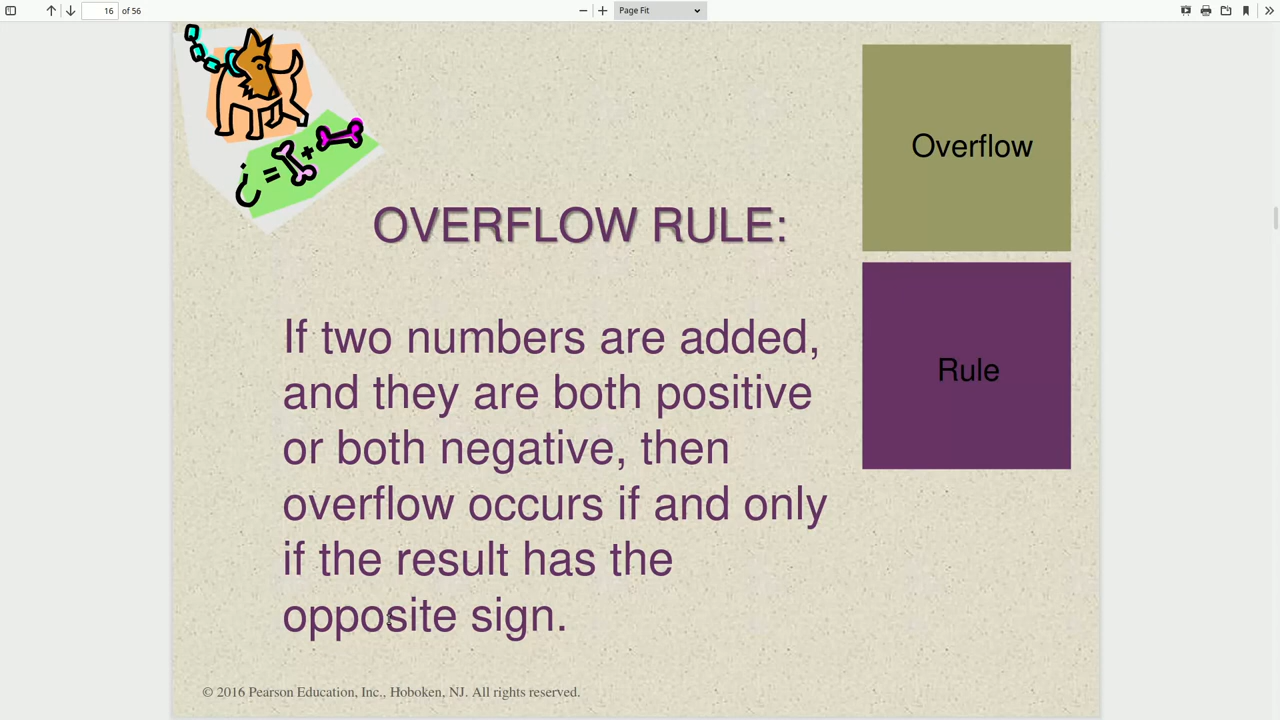 16 of 56
Page Fit
Overflow
OVERFLOW RULE:
Rule
If two numbers are added,
and they are both positive
or both negative, then
overflow occurs if and only
if the result has the
opposite sign.
© 2016 Pearson Education, Inc., Hoboken, NJ. All rights reserved.